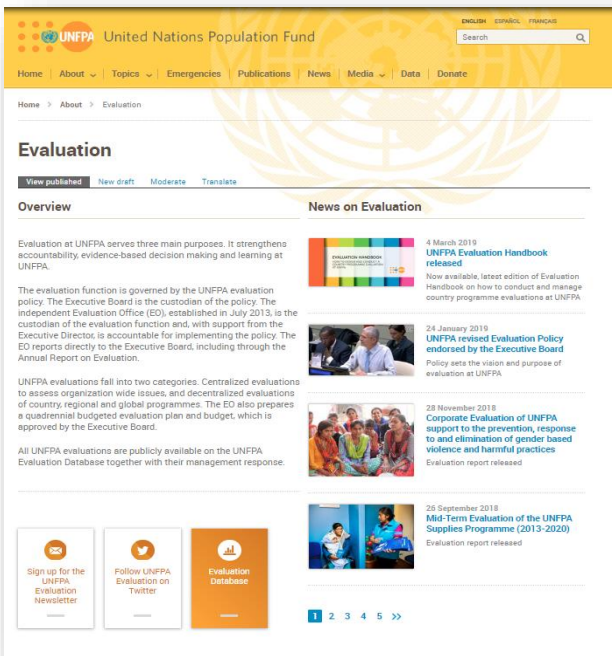 ENGLISH ESPAÑOL FRANÇAIS
UNFPA United Nations Population Fund
Search
Home About Topics Emergencies Publications News Media Data Donate
Home > About > Evaluation
Evaluation
View published New draft Moderate Translate
Overview
Evaluation at UNFPA serves three main purposes. It strengthens
accountability, evidence-based decision making and learning at
UNFPA.
The evaluation function is governed by the UNFPA evaluation
policy. The Executive Board is the custodian of the policy. The
independent Evaluation Office (EO), established in July 2013, is the
custodian of the evaluation function and, with support from the
Executive Director, is accountable for implementing the policy. The
EO reports directly to the Executive Board, including through the
Annual Report on Evaluation.
UNFPA evaluations fall into two categories. Centralized evaluations
to assess organization wide issues, and decentralized evaluations
of country, regional and global programmes. The EO also prepares
a quadrennial budgeted evaluation plan and budget, which is
approved by the Executive Board.
All UNFPA evaluations are publicly available on the UNFPA
Evaluation Database together with their management response.
Sign up for the
UNFPA
Evaluation
Newsletter
Follow UNFPA
Evaluation on
Twitter
Evaluation
Database
News on Evaluation
EVALUATION HANDBOOK
4 March 2019
UNFPA Evaluation Handbook
released
Now available, latest edition of Evaluation
Handbook on how to conduct and manage
country programme evaluations at UNFPA
24 January 2019
UNFPA revised Evaluation Policy
endorsed by the Executive Board
Policy sets the vision and purpose of
evaluation at UNFPA
28 November 2018
Corporate Evaluation of UNFPA
support to the prevention, response
to and elimination of gender based
violence and harmful practices
Evaluation report released
26 September 2018
Mid-Term Evaluation of the UNFPA
Supplies Programme (2013-2020)
Evaluation report released
1 2 3 4 5 >>